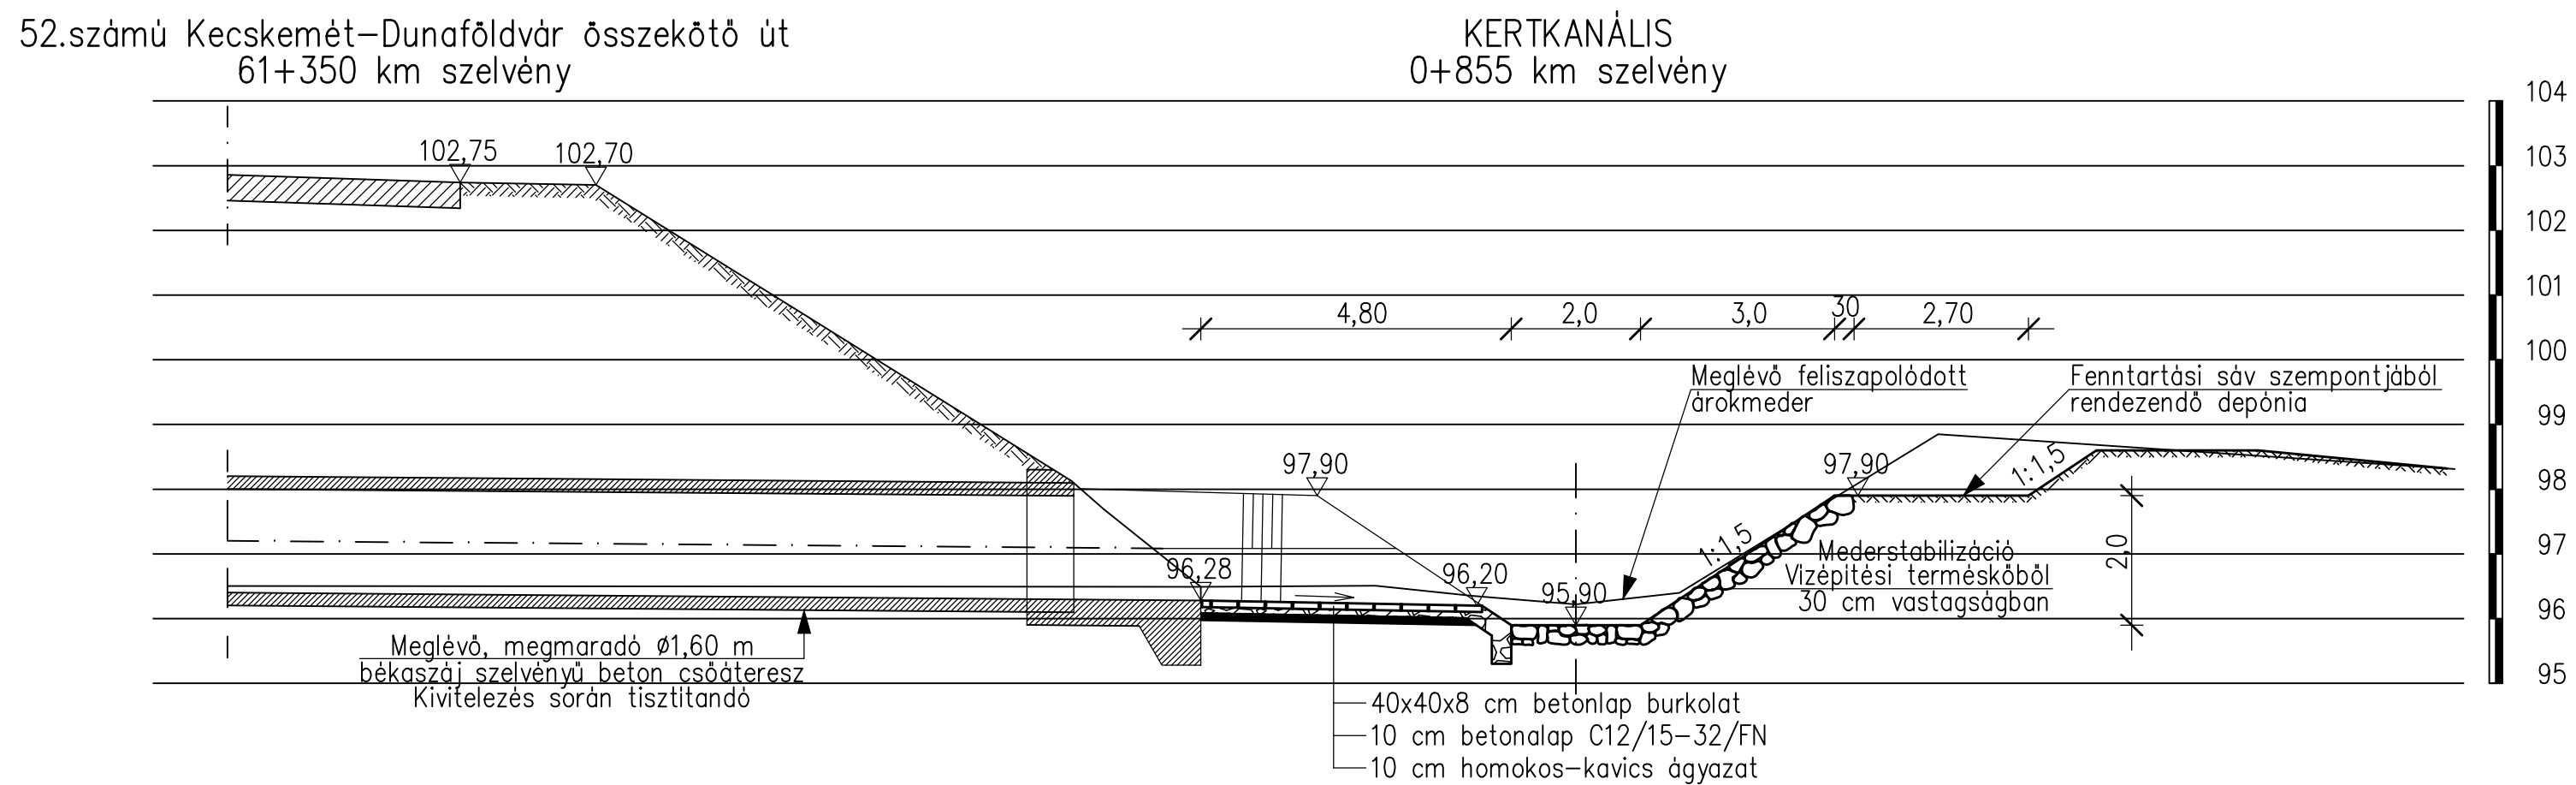 52.számú Kecskemét-Dunaföldvár összekötő út
61+350 km szelvény
KERTKANÁLIS
0+855 km szelvény
104
103
102
101
100
99
98
97
96
95
102,75
102,70
4,80
2,0
3,0
30
2,70
Meglévő feliszapolódott
árokmeder
Fenntartási sáv szempontjából
rendezendő depónia
97,90
97,90
1:1,5
1:1,5
2,0
96,28
96,20
95,90
Mederstabilizáció
Vízépítési terméskőből
30 cm vastagságban
Meglévő, megmaradó ø1,60 m
békaszáj szelvényű beton csőáteresz
Kivitelezés során tisztítandó
40x40x8 cm betonlap burkolat
10 cm betonalap C12/15-32/FN
10 cm homokos-kavics ágyazat